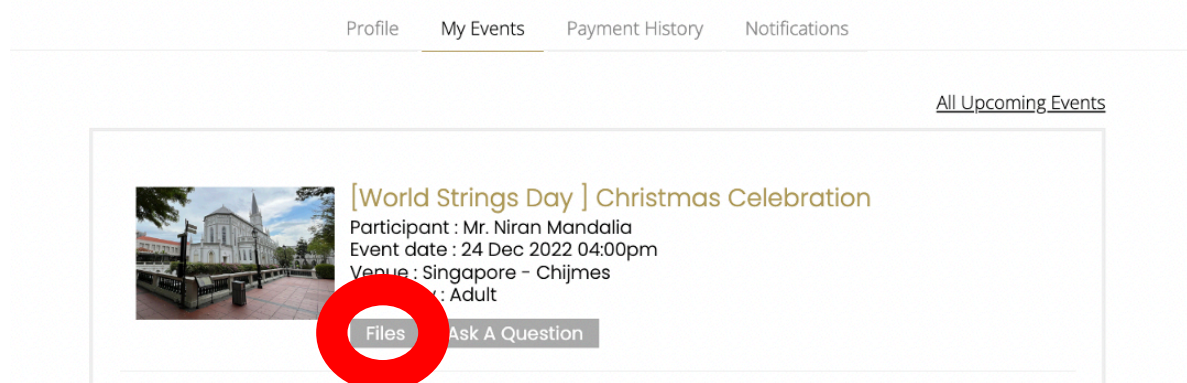 Profile My Events Payment History Notifications
All Upcoming Events
[World Strings Day ] Christmas Celebration
Participant : Mr. Niran Mandalia
Event date : 24 Dec 2022 04:00pm
Venue : Singapore - Chijmes
: Adult
Files Ask A Question